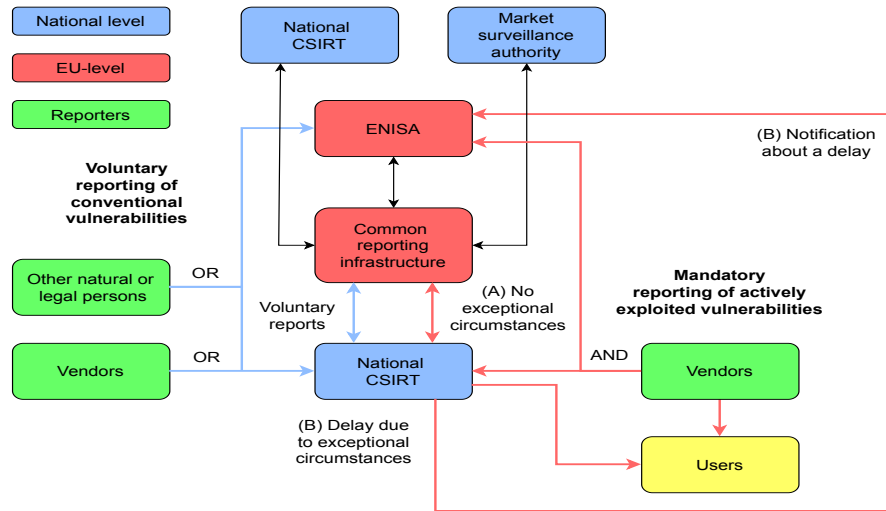 National level
EU-level
Reporters
National
CSIRT
Market
surveillance
authority
ENISA
(B) Notification
about a delay
Voluntary
reporting of
conventional
vulnerabilities
Common
reporting
infrastructure
Other natural or
legal persons
OR
Voluntary
reports
(A) No
exceptional
circumstances
Mandatory
reporting of actively
exploited vulnerabilities
Vendors
OR
National
CSIRT
AND
Vendors
(B) Delay due
to exceptional
circumstances
Users